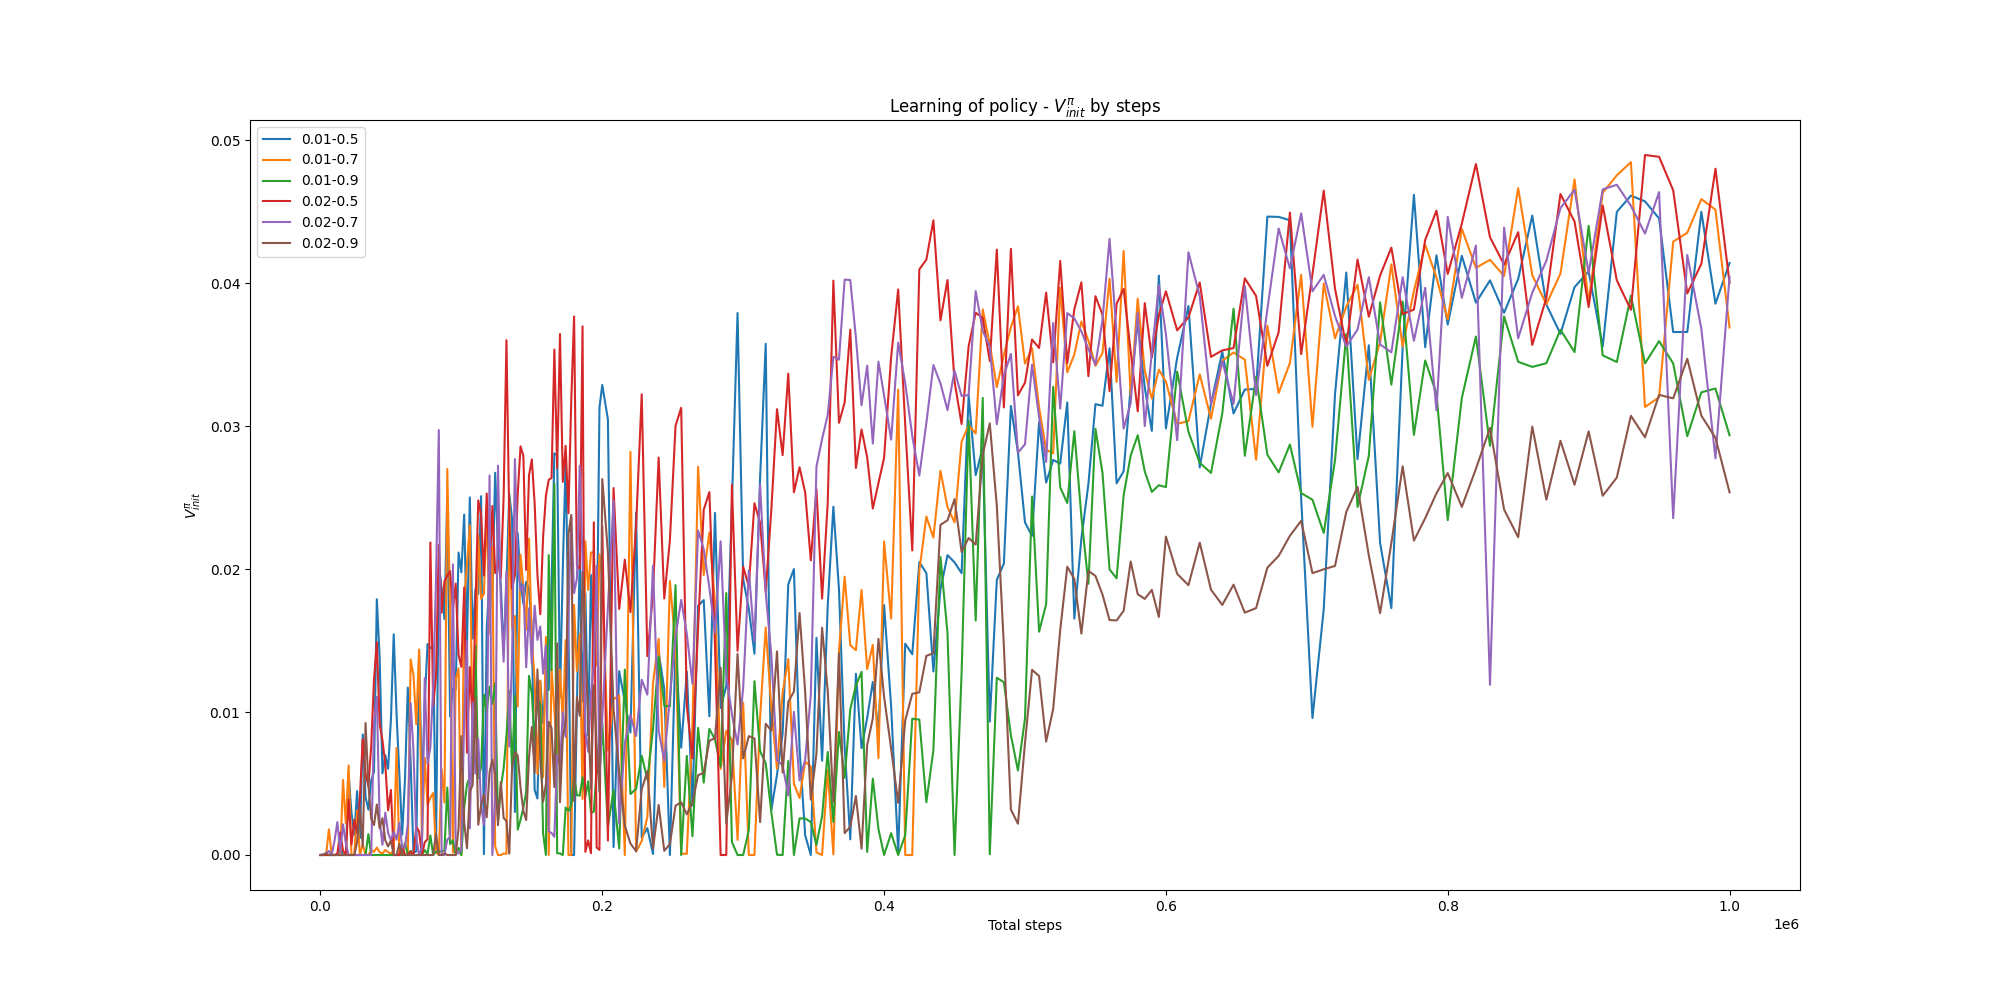 Learning of policy - $V^{\pi}_{init}$ by steps
0.01-0.5
0.01-0.7
0.01-0.9
0.02-0.5
0.02-0.7
0.02-0.9
$V^{\pi}_{init}$
0.05
0.04
0.03
0.02
0.01
0.00
0.0 0.2 0.4 0.6 0.8 1.0
1e6
Total steps